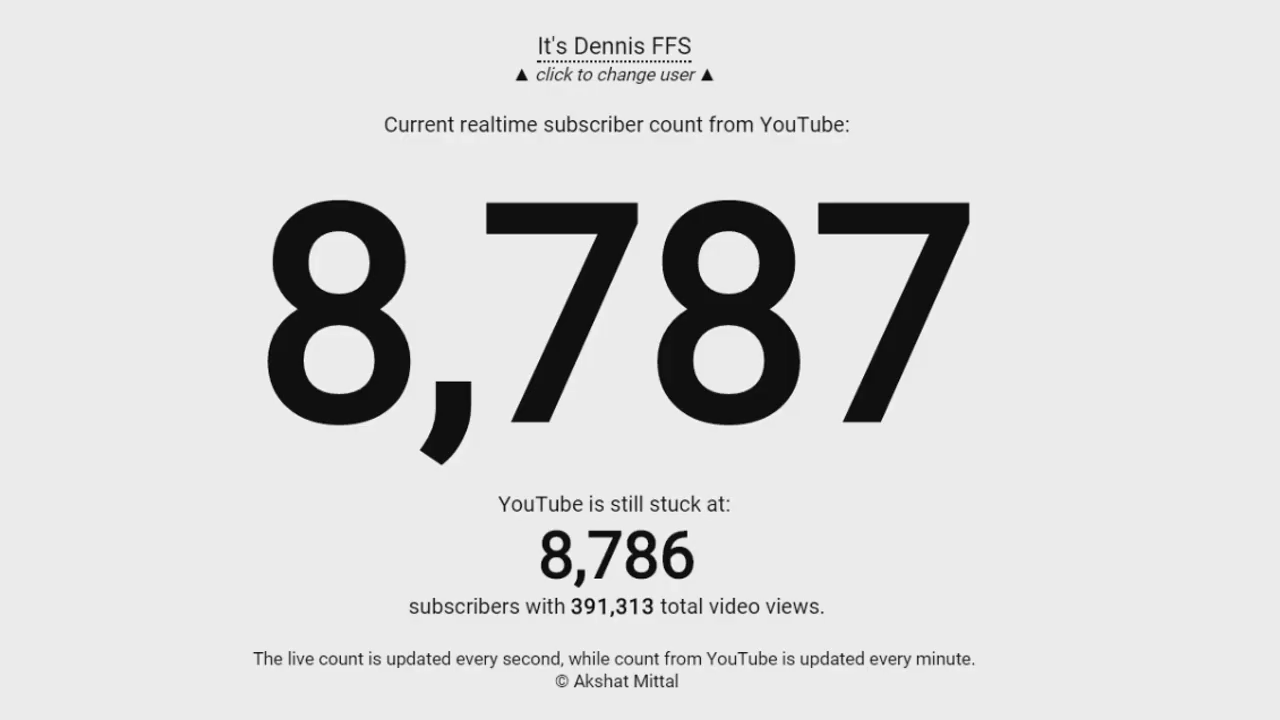 It's Dennis FFS
▲ click to change user ▲
Current realtime subscriber count from YouTube:
8,787
YouTube is still stuck at:
8,786
subscribers with 391,313 total video views.
The live count is updated every second, while count from YouTube is updated every minute.
© Akshat Mittal